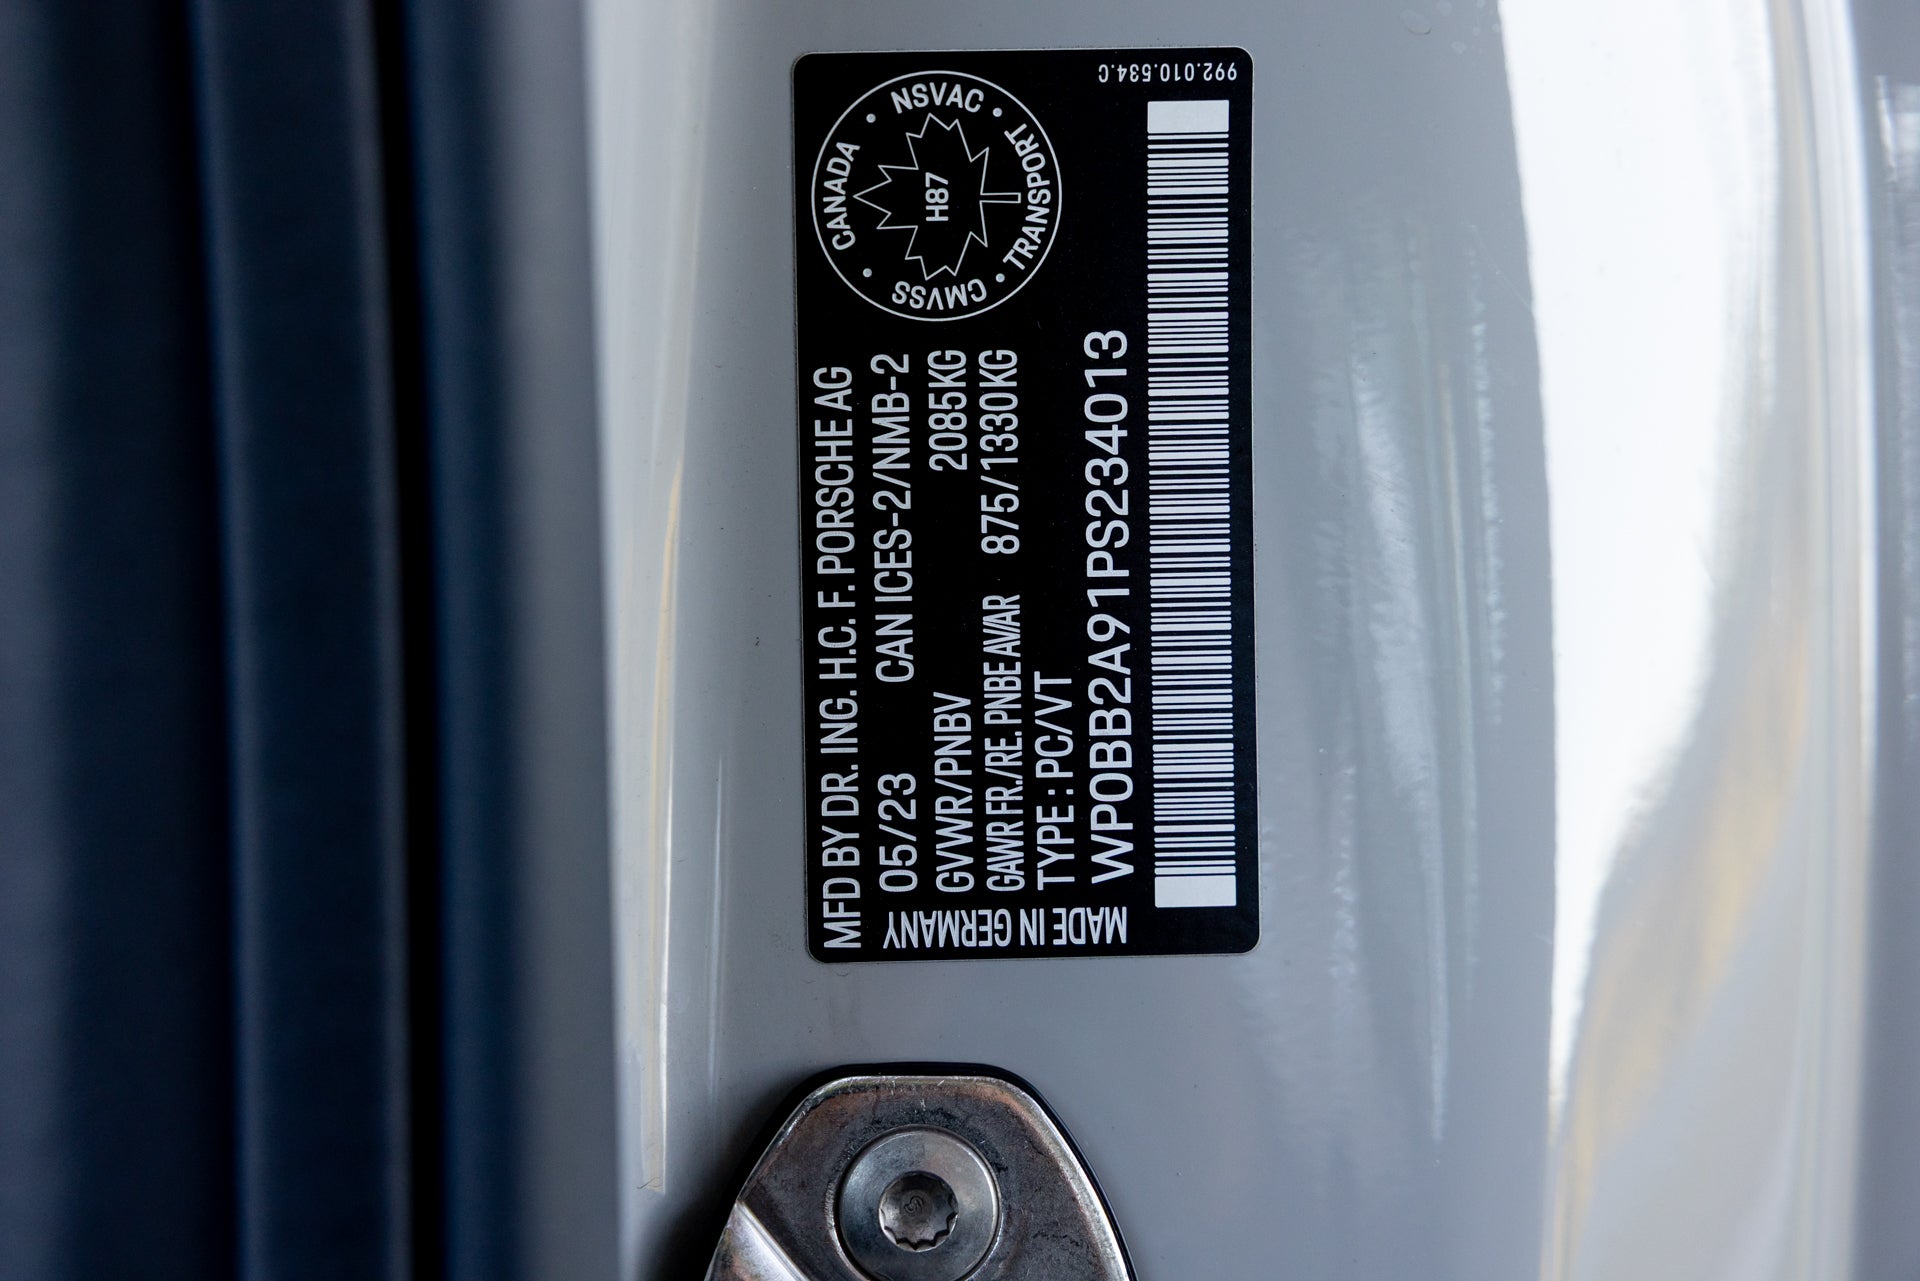 MFD BY DR. ING. H.C. F. PORSCHE AG
05/23 CAN ICES-2/NMB-2
GVWR/PNBV 2085KG
GAWR FR./RE. PNBE AV/AR 875/1330KG
TYPE : PC/VT
WP0BB2A91PS234013
MADE IN GERMANY
CANADA • NSVAC • TRANSPORT • CMVSS •
H87
992.010.534.C